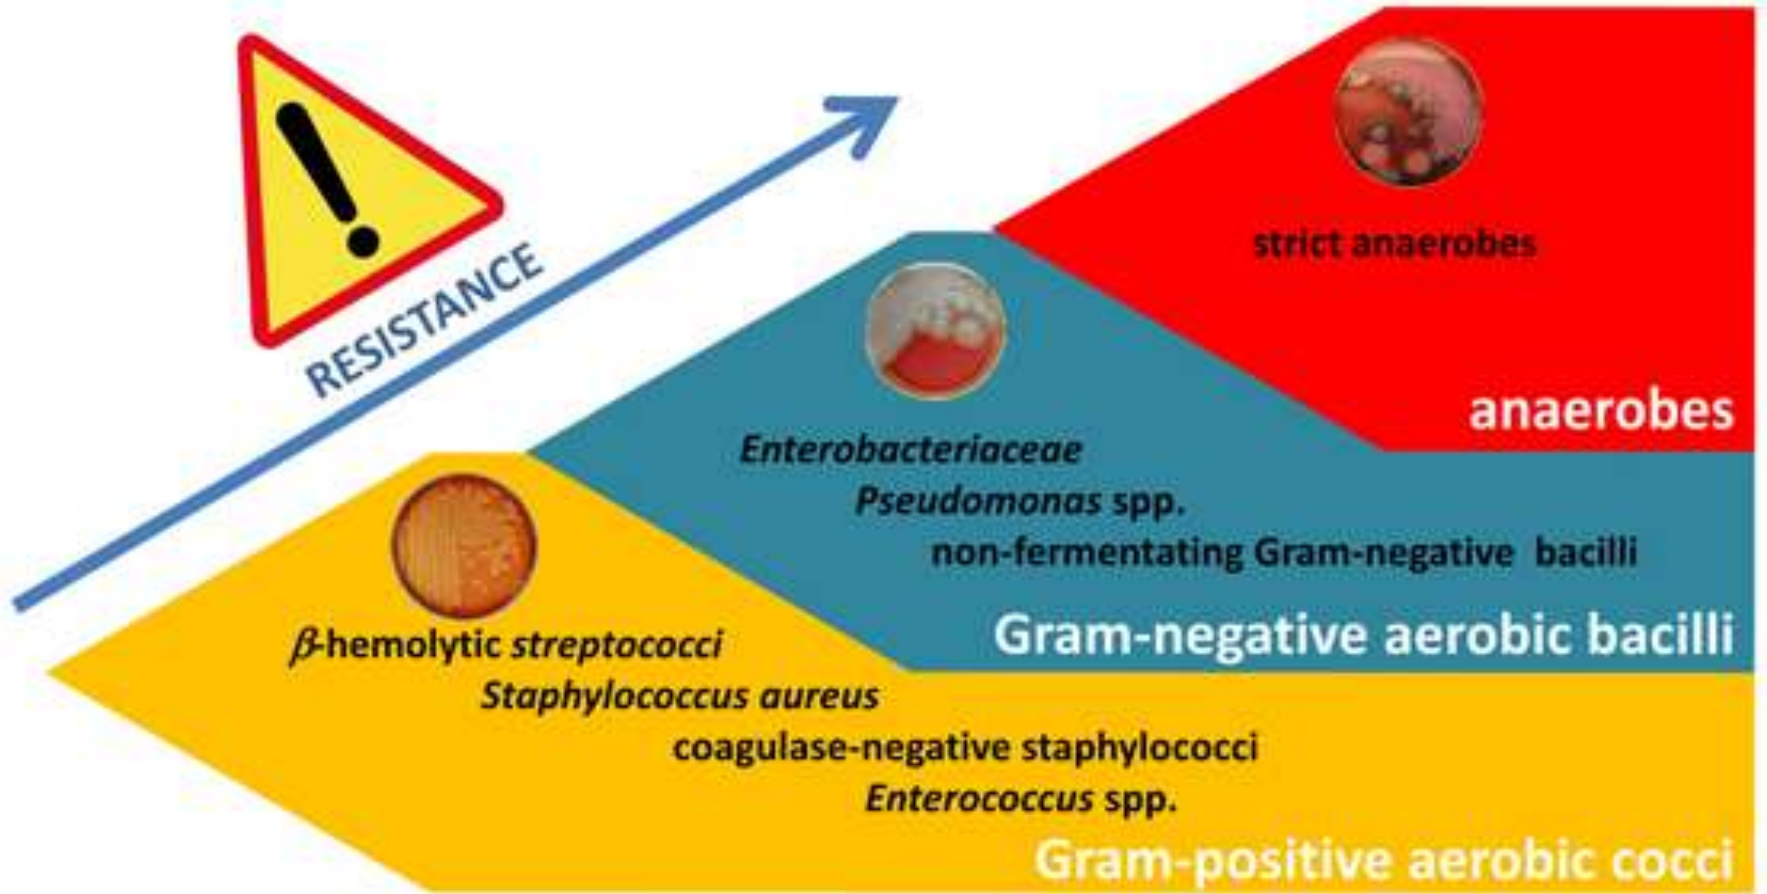 RESISTANCE
strict anaerobes
anaerobes
Enterobacteriaceae
Pseudomonas spp.
non-fermentating Gram-negative bacilli
Gram-negative aerobic bacilli
β-hemolytic streptococci
Staphylococcus aureus
coagulase-negative staphylococci
Enterococcus spp.
Gram-positive aerobic cocci